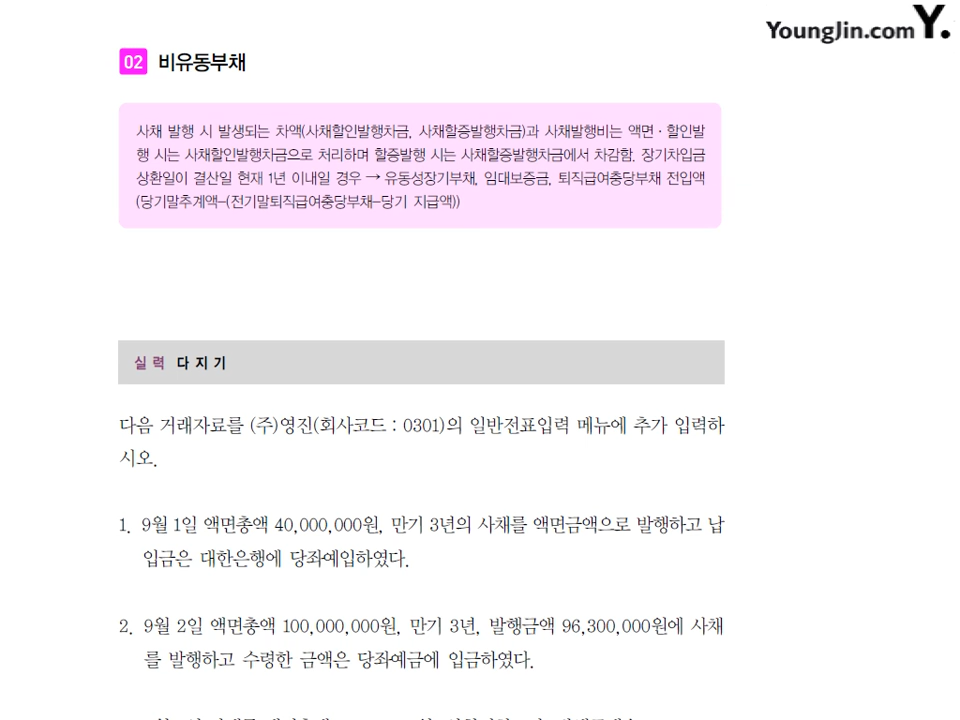 YoungJin.com Y.
02 비유동부채
사채 발행 시 발생되는 차액(사채할인발행차금, 사채할증발행차금)과 사채발행비는 액면·할인발
행 시는 사채할인발행차금으로 처리하며 할증발행 시는 사채할증발행차금에서 차감함. 장기차입금
상환일이 결산일 현재 1년 이내일 경우 → 유동성장기부채, 임대보증금, 퇴직급여충당부채 전입액
(당기말추계액-(전기말퇴직급여충당부채-당기 지급액))
실력 다지기
다음 거래자료를 (주)영진(회사코드 : 0301)의 일반전표입력 메뉴에 추가 입력하
시오.
1. 9월 1일 액면총액 40,000,000원, 만기 3년의 사채를 액면금액으로 발행하고 납
입금은 대한은행에 당좌예입하였다.
2. 9월 2일 액면총액 100,000,000원, 만기 3년, 발행금액 96,300,000원에 사채
를 발행하고 수령한 금액은 당좌예금에 입금하였다.